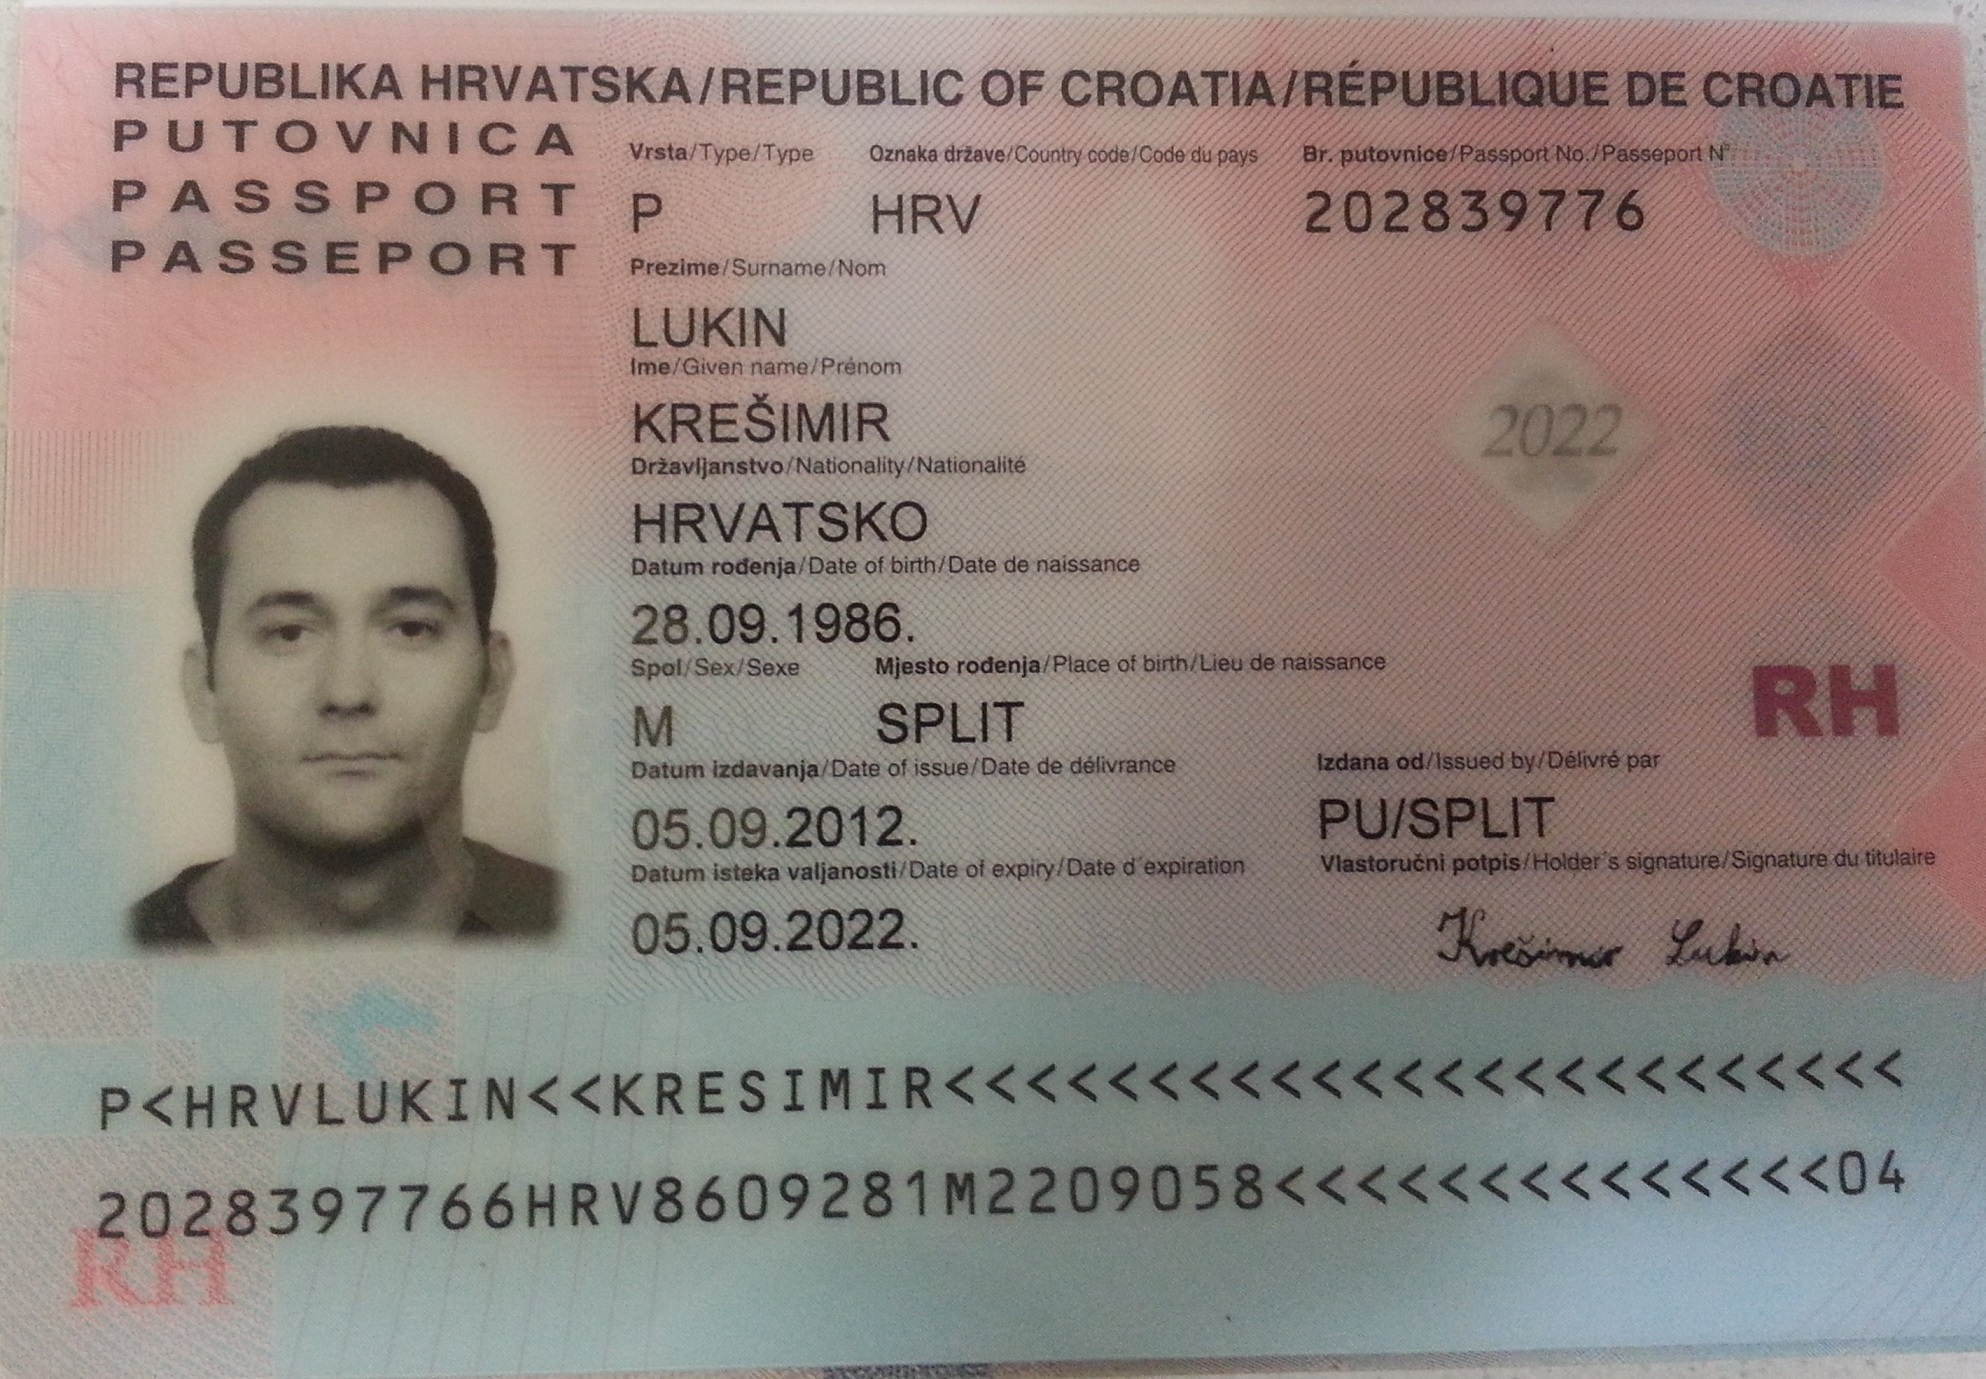 REPUBLIKA HRVATSKA/REPUBLIC OF CROATIA/RÉPUBLIQUE DE CROATIE
PUTOVNICA
PASSPORT
PASSEPORT
Vrsta/Type/Type Oznaka države/Country code/Code du pays Br. putovnice/Passport No./Passeport N°
P HRV 202839776
Prezime/Surname/Nom
LUKIN
Ime/Given name/Prénom
KREŠIMIR
Državljanstvo/Nationality/Nationalité
HRVATSKO
2022
Datum rođenja/Date of birth/Date de naissance
28.09.1986.
Spol/Sex/Sexe Mjesto rođenja/Place of birth/Lieu de naissance
M SPLIT
RH
Datum izdavanja/Date of issue/Date de délivrance Izdana od/Issued by/Délivré par
05.09.2012. PU/SPLIT
Datum isteka valjanosti/Date of expiry/Date d'expiration Vlastoručni potpis/Holder's signature/Signature du titulaire
05.09.2022. Krešimir Lukin
P<HRVLUKIN<<KRESIMIR<<<<<<<<<<<<<<<<<<<<<<<<
2028397766HRV8609281M2209058<<<<<<<<<<<<<<04
RH